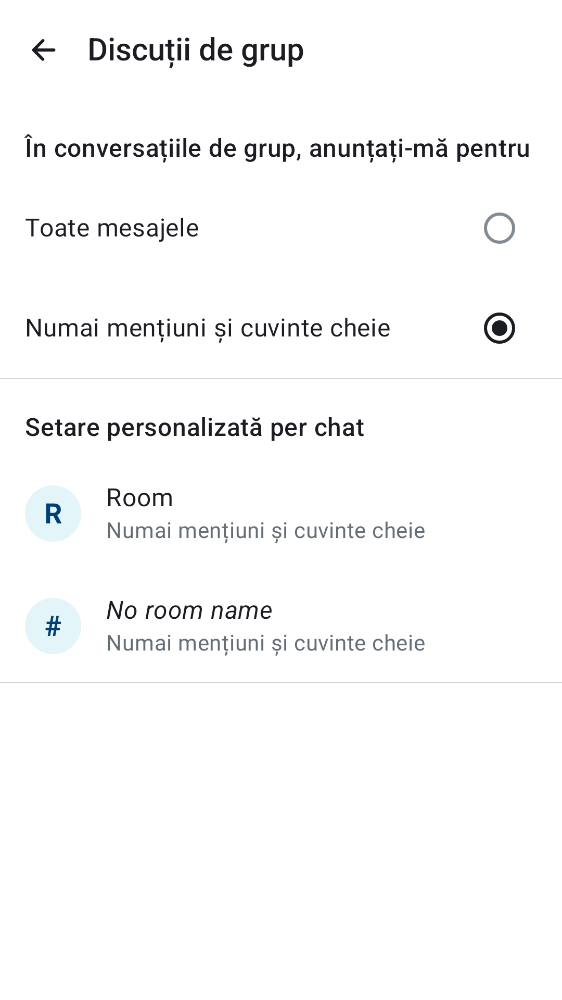 Discuții de grup
În conversațiile de grup, anunțați-mă pentru
Toate mesajele
Numai mențiuni și cuvinte cheie
Setare personalizată per chat
R
Room
Numai mențiuni și cuvinte cheie
#
No room name
Numai mențiuni și cuvinte cheie